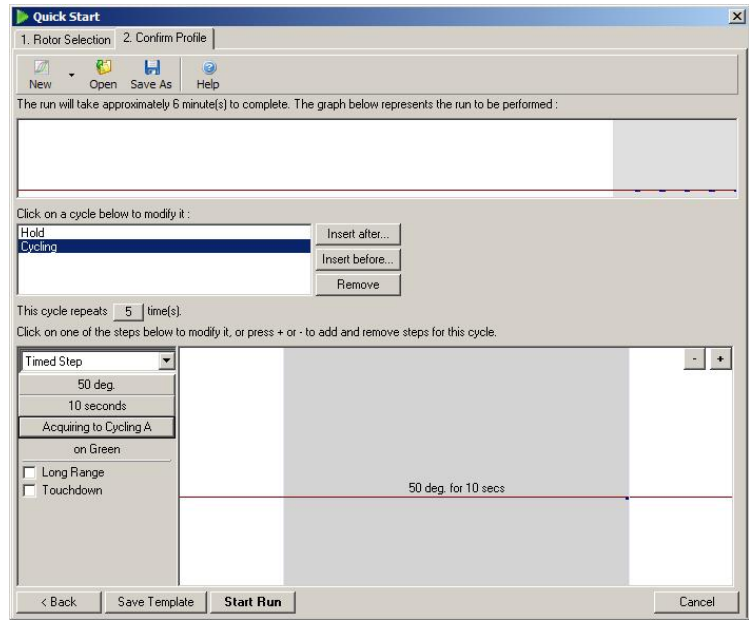 Quick Start
1. Rotor Selection 2. Confirm Profile
New Open Save As Help
The run will take approximately 6 minute(s) to complete. The graph below represents the run to be performed :
Click on a cycle below to modify it :
Hold
Cycling
Insert after...
Insert before...
Remove
This cycle repeats 5 time(s).
Click on one of the steps below to modify it, or press + or - to add and remove steps for this cycle.
Timed Step
- +
50 deg.
10 seconds
Acquiring to Cycling A
on Green
Long Range
Touchdown
50 deg. for 10 secs
< Back Save Template Start Run Cancel